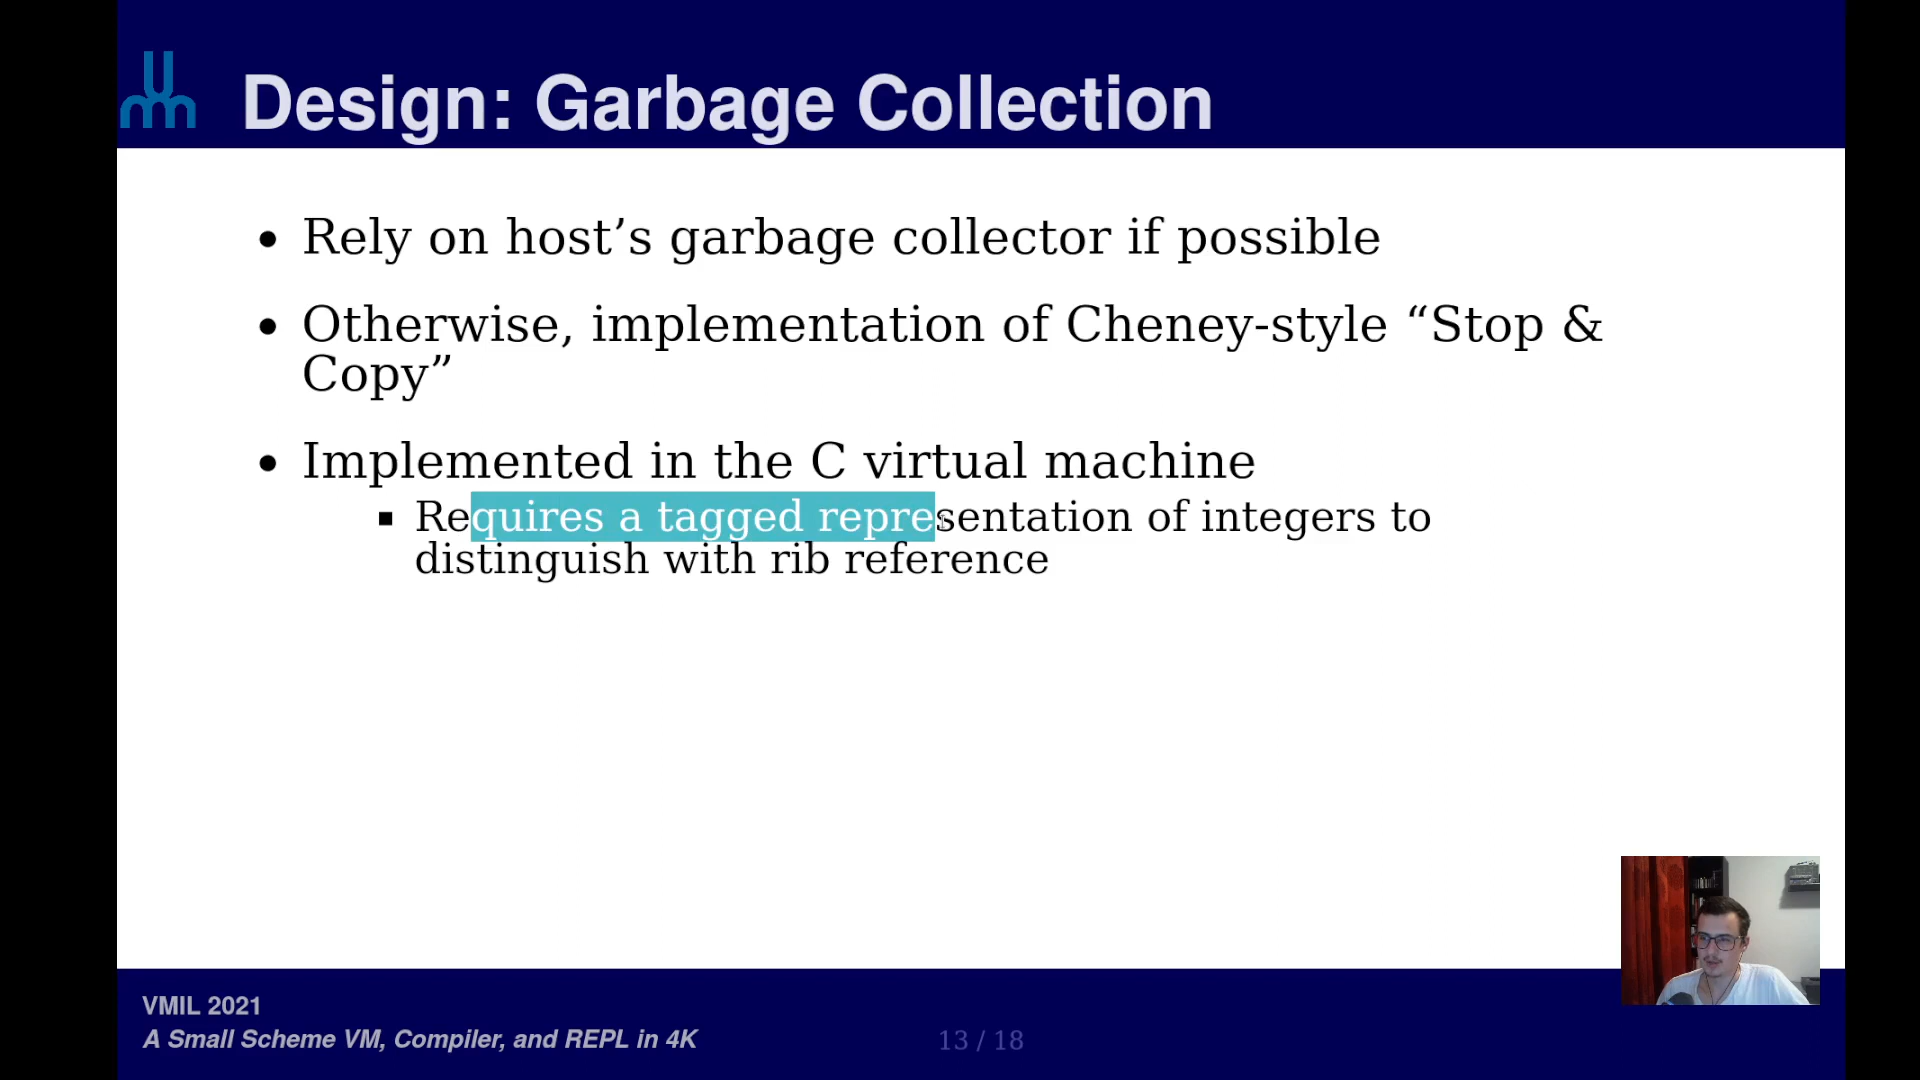 Design: Garbage Collection
• Rely on host’s garbage collector if possible
• Otherwise, implementation of Cheney-style “Stop &
Copy”
• Implemented in the C virtual machine
▪ Requires a tagged representation of integers to
distinguish with rib reference
VMIL 2021
A Small Scheme VM, Compiler, and REPL in 4K
13 / 18